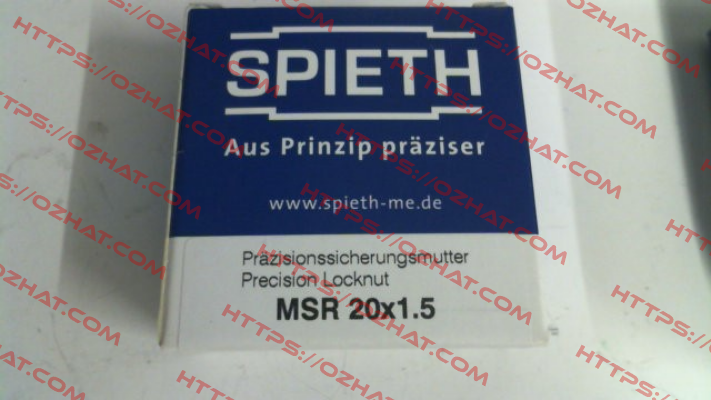 SPIETH
Aus Prinzip präziser
www.spieth-me.de
Präzisionssicherungsmutter
Precision Locknut
MSR 20x1.5
HTTPS://OZHAT.COM